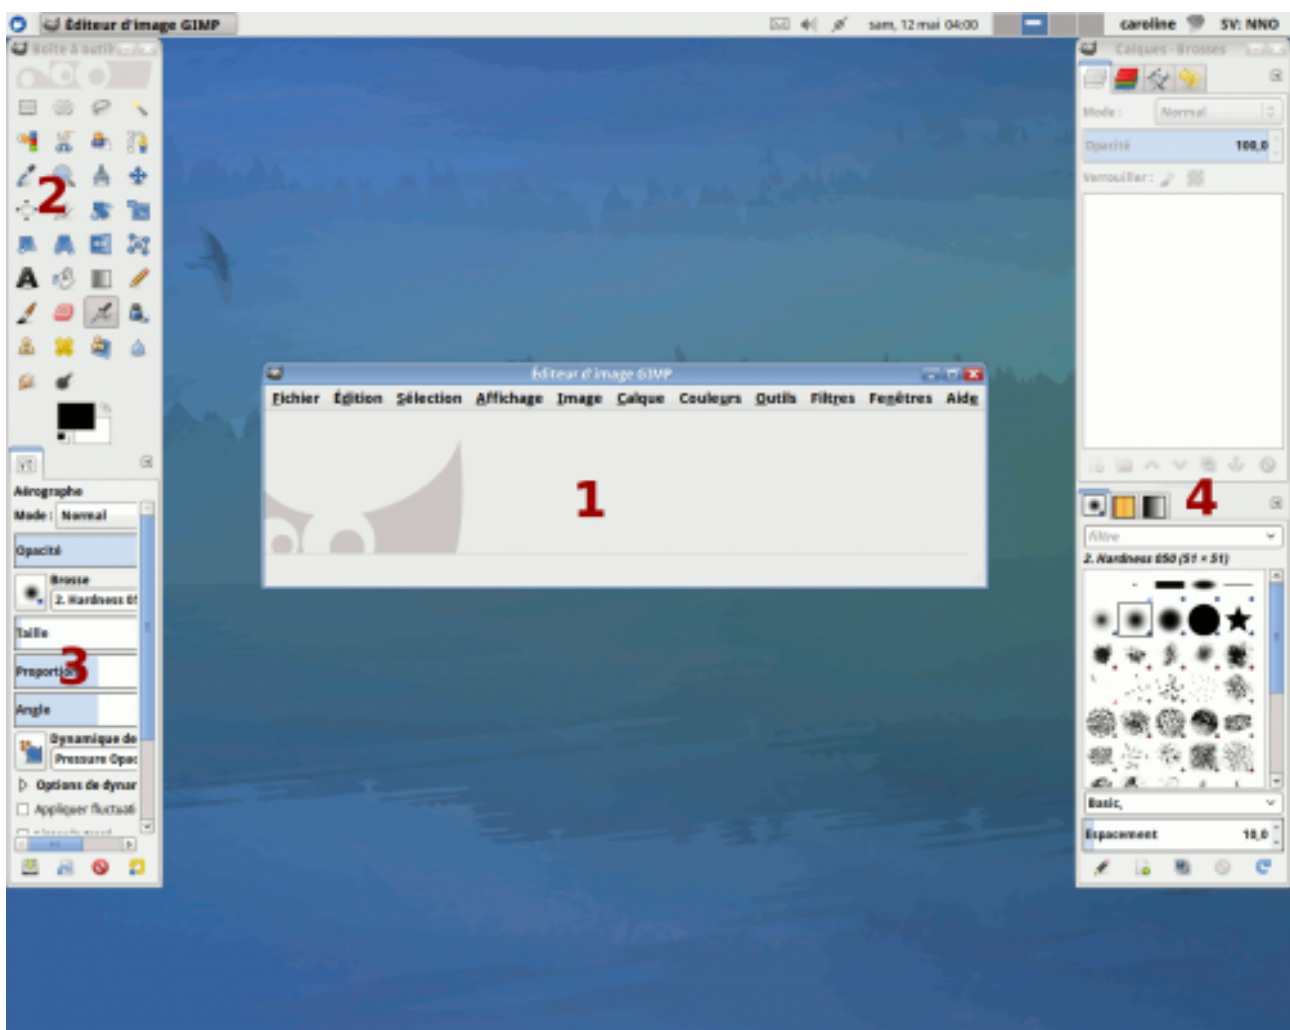 Éditeur d'image GIMP
sam, 12 mai 04:00
caroline
SV: NNO
Boîte à outils
2
Aérographe
Mode : Normal
Opacité
Brosse
2. Hardness 05
Taille
Proportion
3
Angle
Dynamique de
Pressure Opac
Options de dynar
Appliquer fluctuati
Éditeur d'image GIMP
Fichier Édition Sélection Affichage Image Calque Couleurs Outils Filtres Fenêtres Aide
1
Calques - Brosses
Mode : Normal
Opacité 100,0
Verrouiller :
4
filtre
2. Hardness 050 (51 × 51)
Basic,
Espacement 10,0